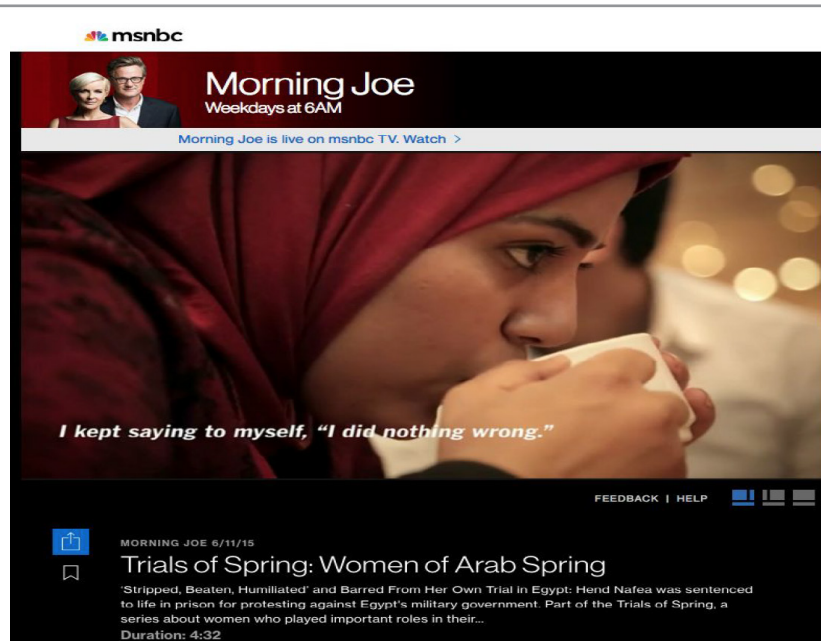 msnbc
Morning Joe
Weekdays at 6AM
Morning Joe is live on msnbc TV. Watch >
I kept saying to myself, “I did nothing wrong.”
FEEDBACK | HELP
MORNING JOE 6/11/15
Trials of Spring: Women of Arab Spring
'Stripped, Beaten, Humiliated' and Barred From Her Own Trial in Egypt: Hend Nafea was sentenced
to life in prison for protesting against Egypt's military government. Part of the Trials of Spring, a
series about women who played important roles in their...
Duration: 4:32